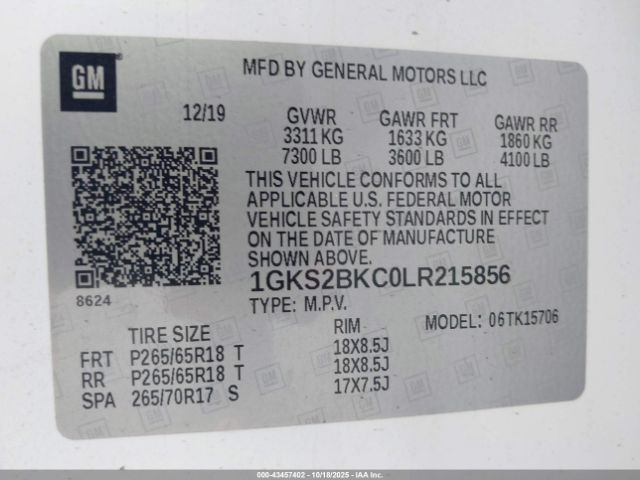 GM
MFD BY GENERAL MOTORS LLC
12/19 GVWR GAWR FRT GAWR RR
3311 KG 1633 KG 1860 KG
7300 LB 3600 LB 4100 LB
THIS VEHICLE CONFORMS TO ALL
APPLICABLE U.S. FEDERAL MOTOR
VEHICLE SAFETY STANDARDS IN EFFECT
ON THE DATE OF MANUFACTURE
SHOWN ABOVE.
1GKS2BKC0LR215856
8624
TYPE: M.P.V. MODEL: 06TK15706
TIRE SIZE RIM
FRT P265/65R18 T 18X8.5J
RR P265/65R18 T 18X8.5J
SPA 265/70R17 S 17X7.5J
000-43457402 - 10/18/2025 - IAAI.com